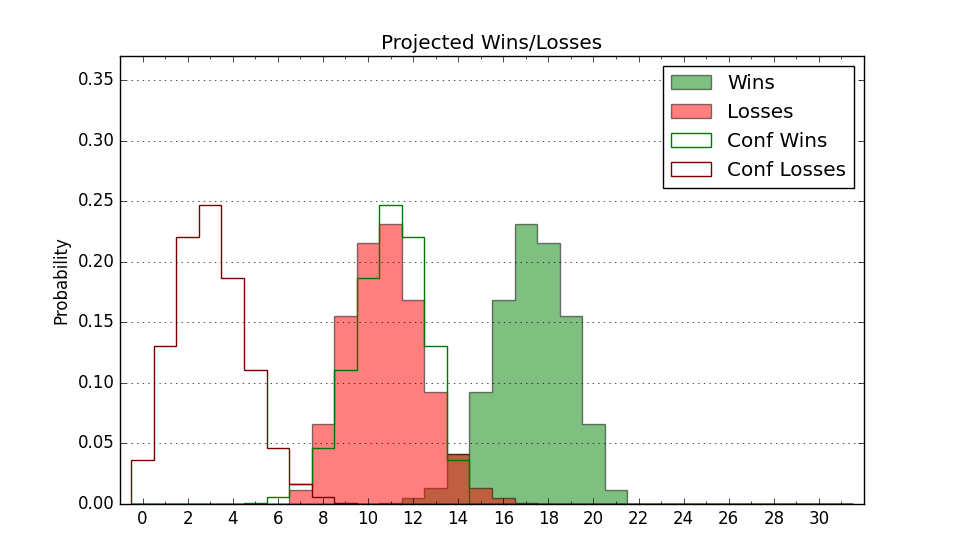 Projected Wins/Losses
Wins
Losses
Conf Wins
Conf Losses
Probability
0.35
0.30
0.25
0.20
0.15
0.10
0.05
0.00
0 2 4 6 8 10 12 14 16 18 20 22 24 26 28 30